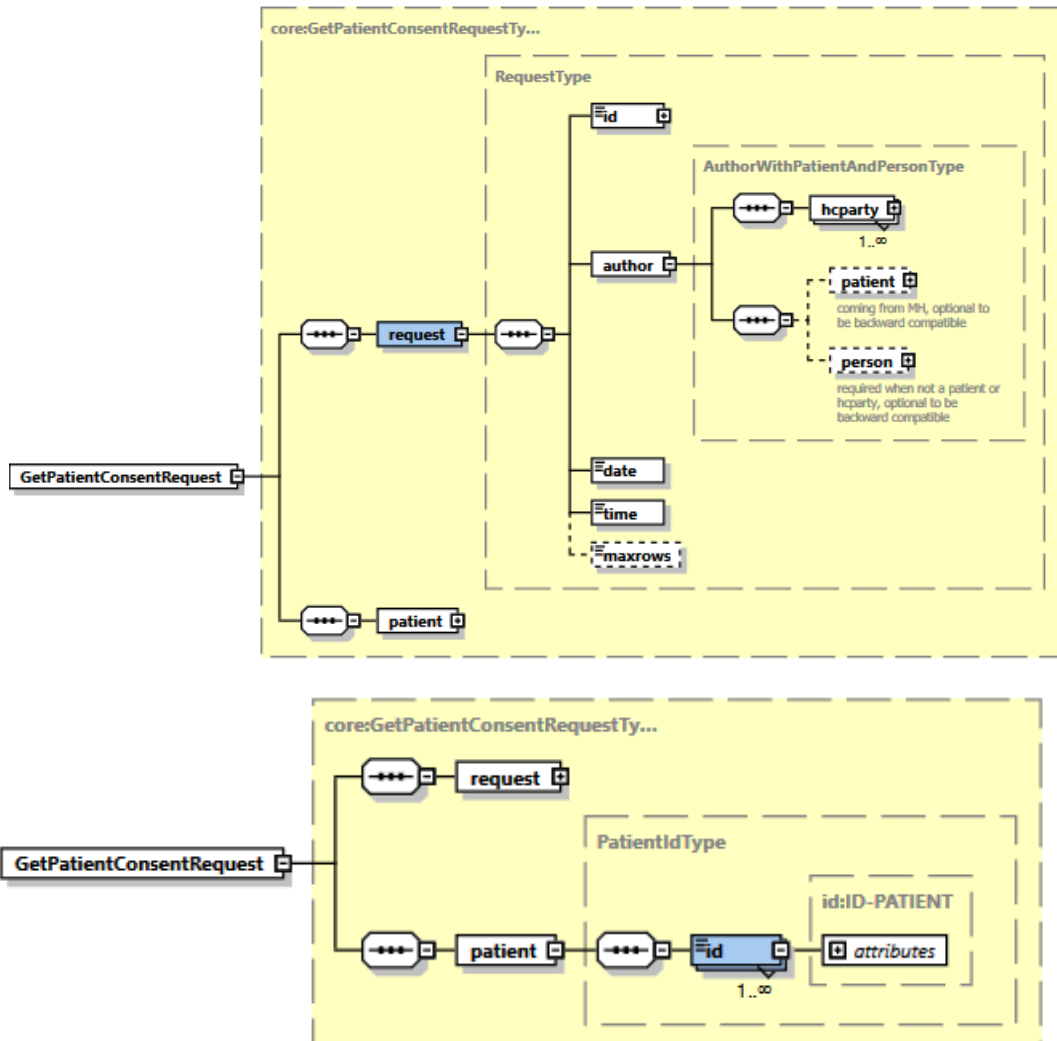 core:GetPatientConsentRequestTy...
RequestType
id
AuthorWithPatientAndPersonType
hcparty
1..∞
author
patient
coming from MH, optional to
be backward compatible
request
person
required when not a patient or
hcparty, optional to be
backward compatible
GetPatientConsentRequest
date
time
maxrows
patient
core:GetPatientConsentRequestTy...
request
PatientIdType
GetPatientConsentRequest
id:ID-PATIENT
patient
id
attributes
1..∞